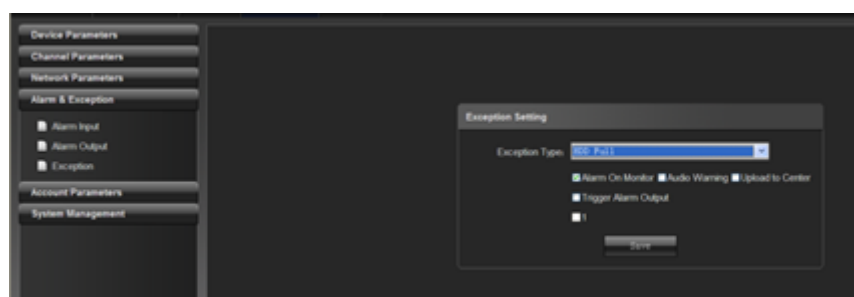 Device Parameters
Channel Parameters
Network Parameters
Alarm & Exception
Alarm Input
Alarm Output
Exception
Account Parameters
System Management
Exception Setting
Exception Type: HDD Full
Alarm On Monitor Audio Warning Upload to Center
Trigger Alarm Output
1
Save